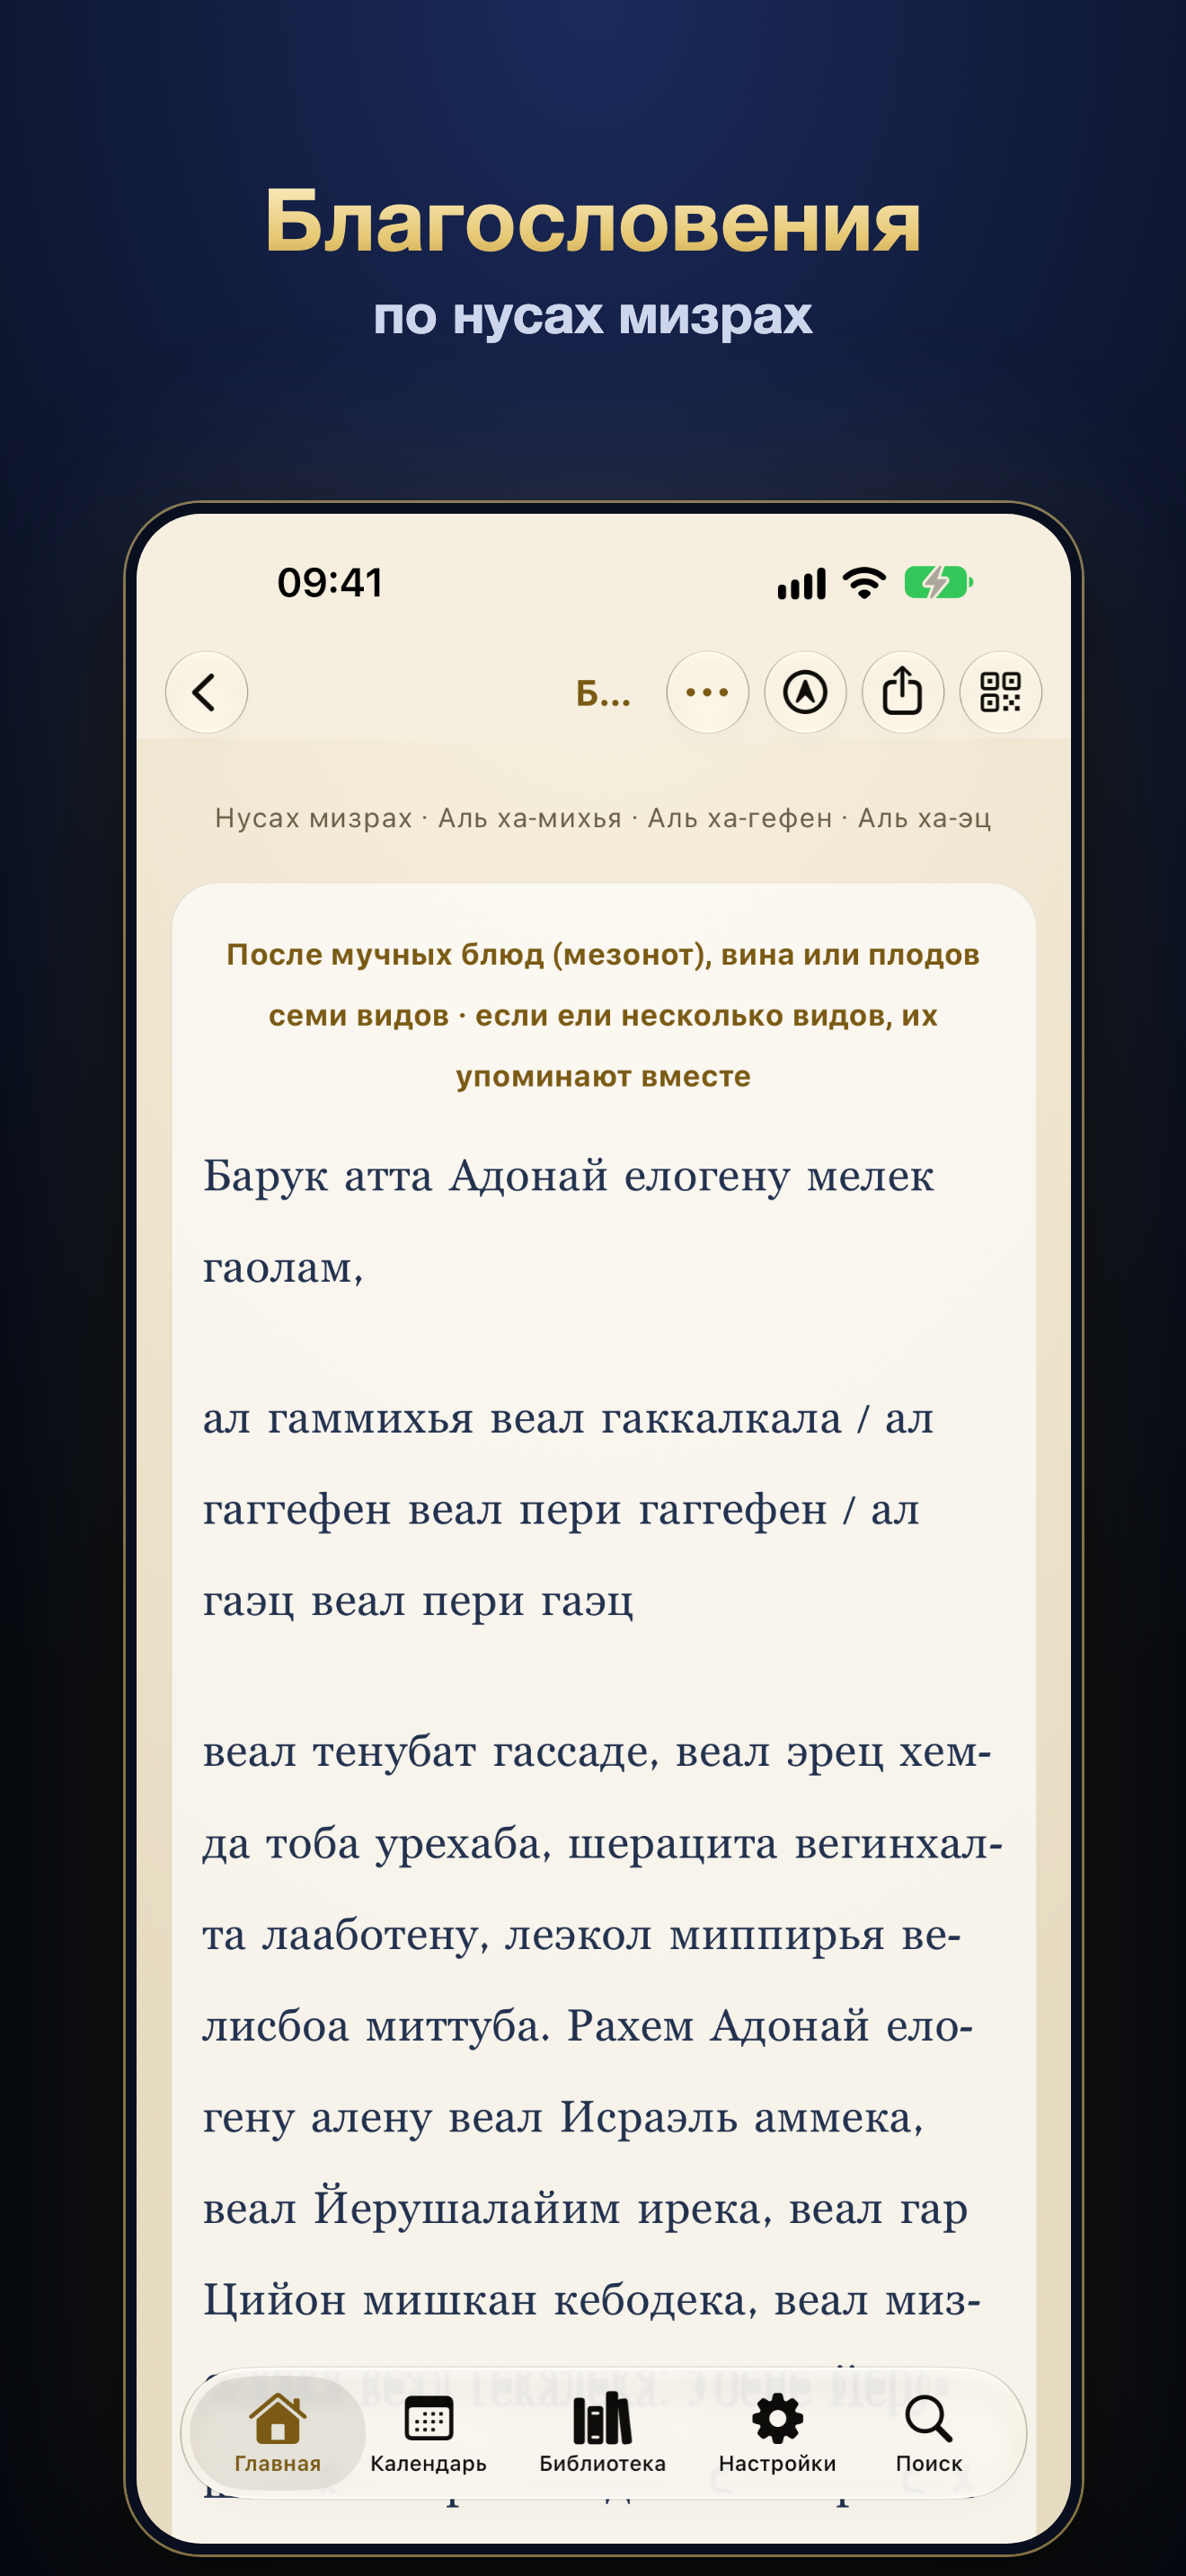 Благословения
по нусах мизрах
09:41
Б...
Нусах мизрах · Аль ха-михья · Аль ха-гефен · Аль ха-эц
После мучных блюд (мезонот), вина или плодов
семи видов · если ели несколько видов, их
упоминают вместе
Барук атта Адонай елогену мелек
гаолам,
ал гаммихья веал гаккалкала / ал
гаггефен веал пери гаггефен / ал
гаэц веал пери гаэц
веал тенубат гассаде, веал эрец хем-
да тоба урехаба, шерацита вегинхал-
та лааботену, леэкол миппирья ве-
лисбоа миттуба. Рахем Адонай ело-
гену алену веал Исраэль аммека,
веал Йерушалайим ирека, веал гар
Цийон мишкан кебодека, веал миз-
Главная Календарь Библиотека Настройки Поиск